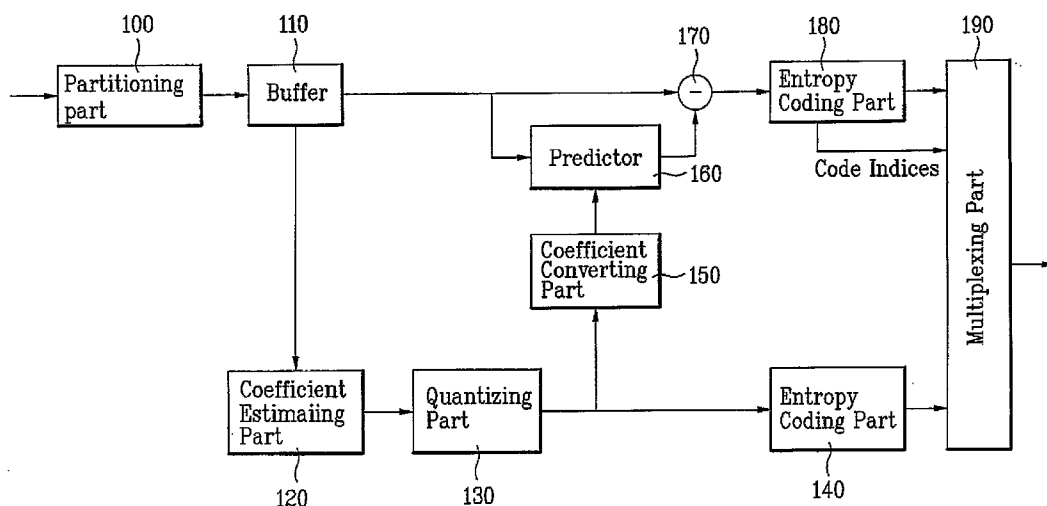 100
110
170
180
190
Partitioning
part
Buffer
Entropy
Coding Part
Code Indices
Predictor
160
Coefficient
Converting
Part
150
Multiplexing Part
Coefficient
Estimaiing
Part
Quantizing
Part
Entropy
Coding Part
120
130
140